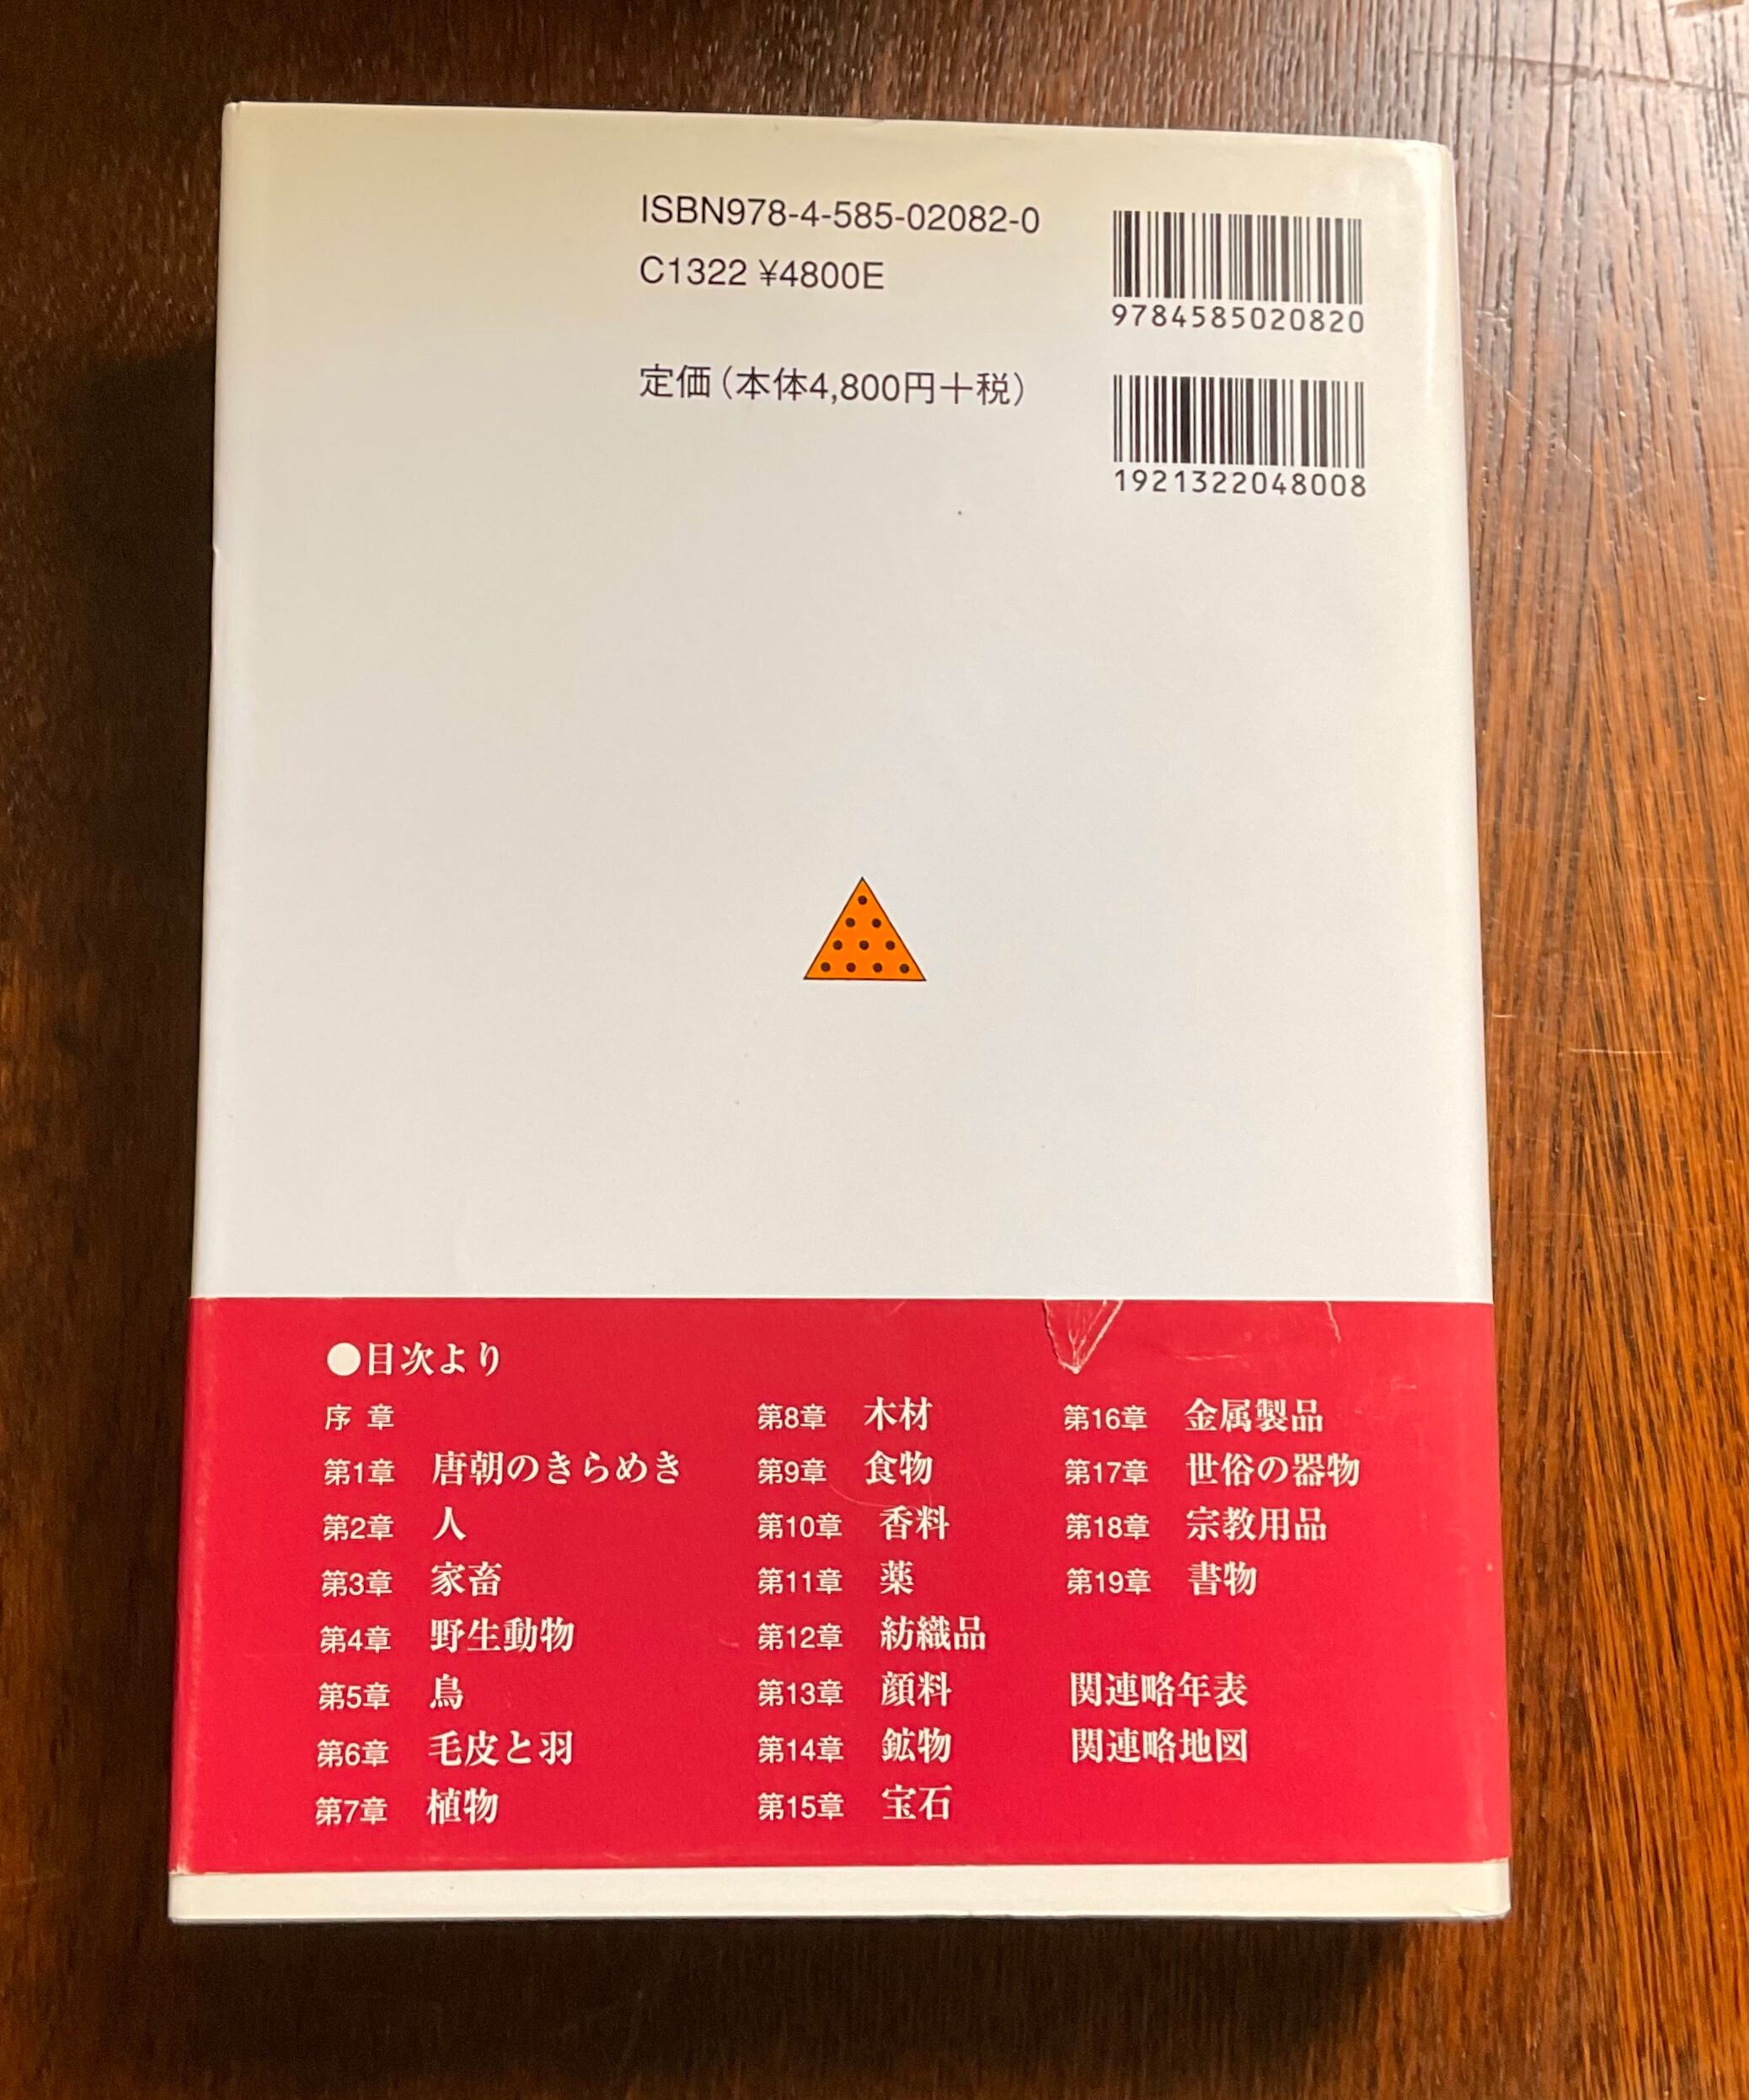 ISBN978-4-585-02082-0
C1322 ¥4800E
定価（本体4,800円＋税）
9784585020820
1921322048008
●目次より
序 章
第1章 唐朝のきらめき
第2章 人
第3章 家畜
第4章 野生動物
第5章 鳥
第6章 毛皮と羽
第7章 植物
第8章 木材
第9章 食物
第10章 香料
第11章 薬
第12章 紡織品
第13章 顔料
第14章 鉱物
第15章 宝石
第16章 金属製品
第17章 世俗の器物
第18章 宗教用品
第19章 書物
関連略年表
関連略地図